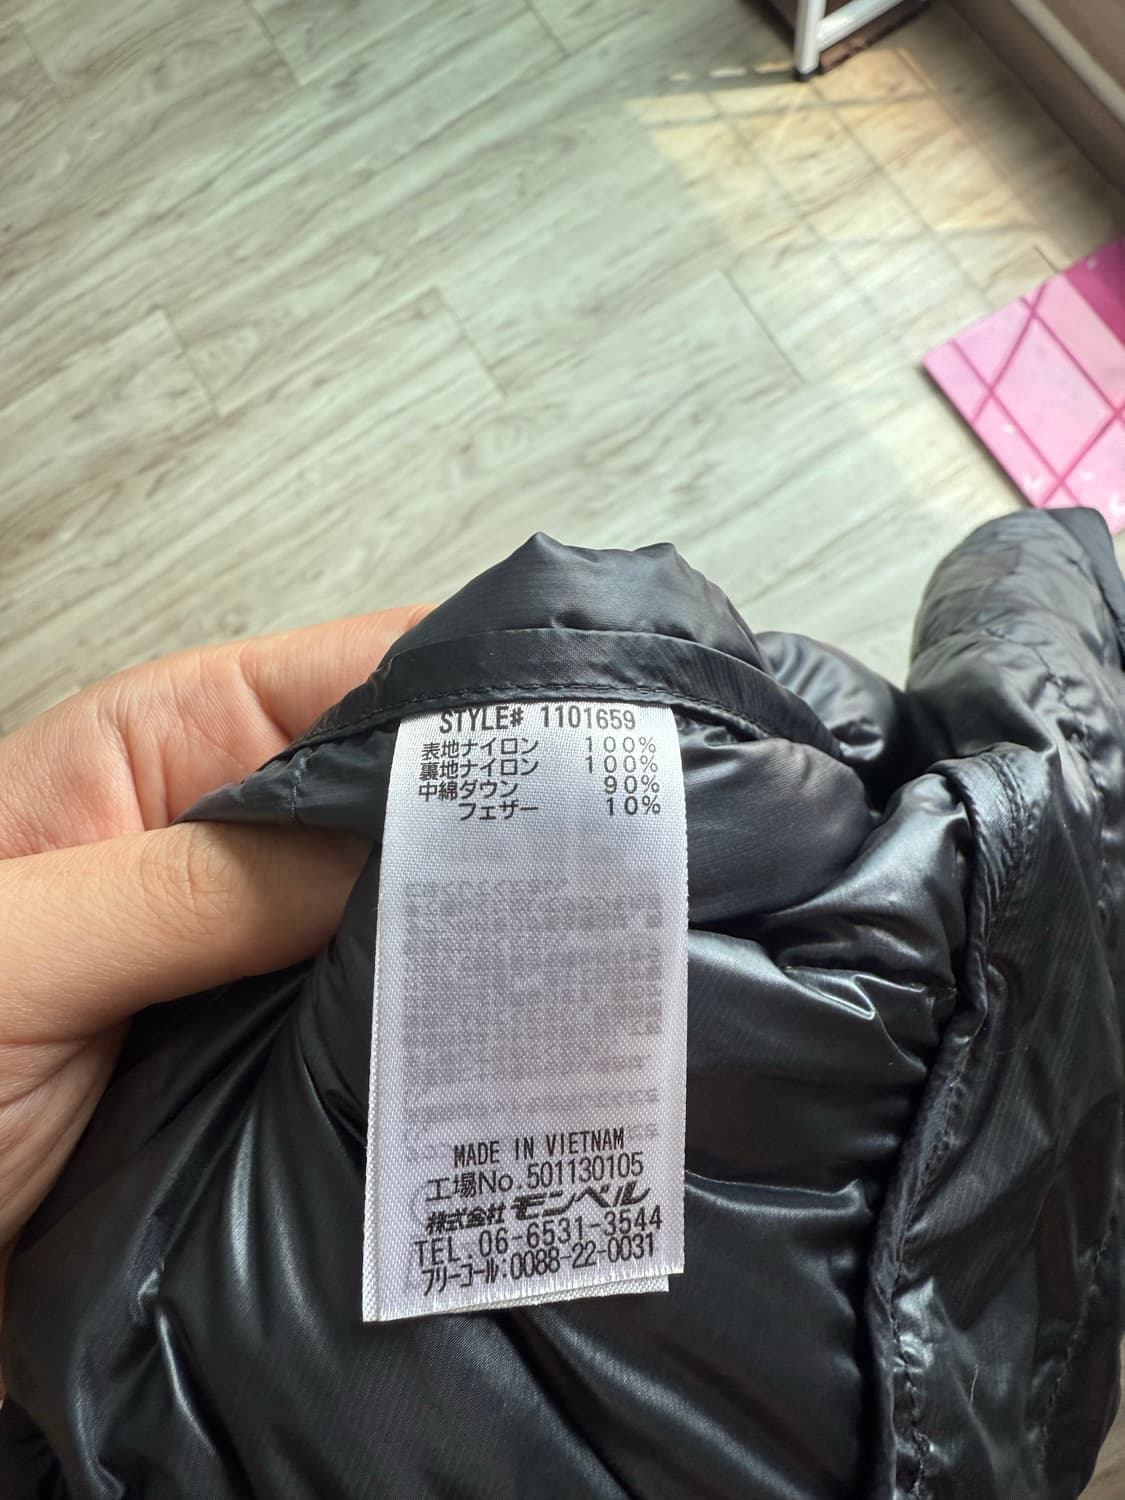 STYLE# 1101659
表地ナイロン 100%
裏地ナイロン 100%
中綿ダウン 90%
フェザー 10%
MADE IN VIETNAM
工場No.501130105
株式会社 モンベル
TEL.06-6531-3544
フリーコール:0088-22-0031